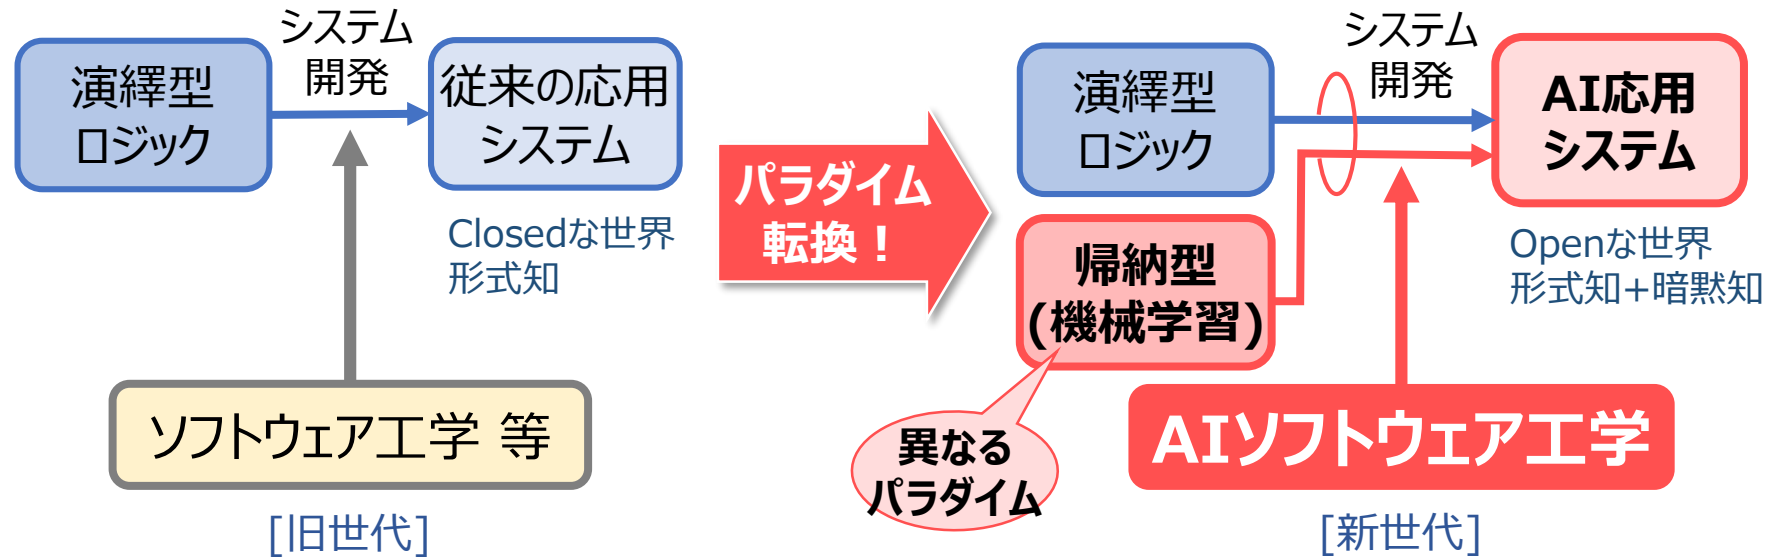 システム
開発
演繹型
ロジック
従来の応用
システム
Closedな世界
形式知
ソフトウェア工学 等
[旧世代]
パラダイム
転換！
システム
開発
演繹型
ロジック
AI応用
システム
帰納型
(機械学習)
Openな世界
形式知+暗黙知
異なる
パラダイム
AIソフトウェア工学
[新世代]